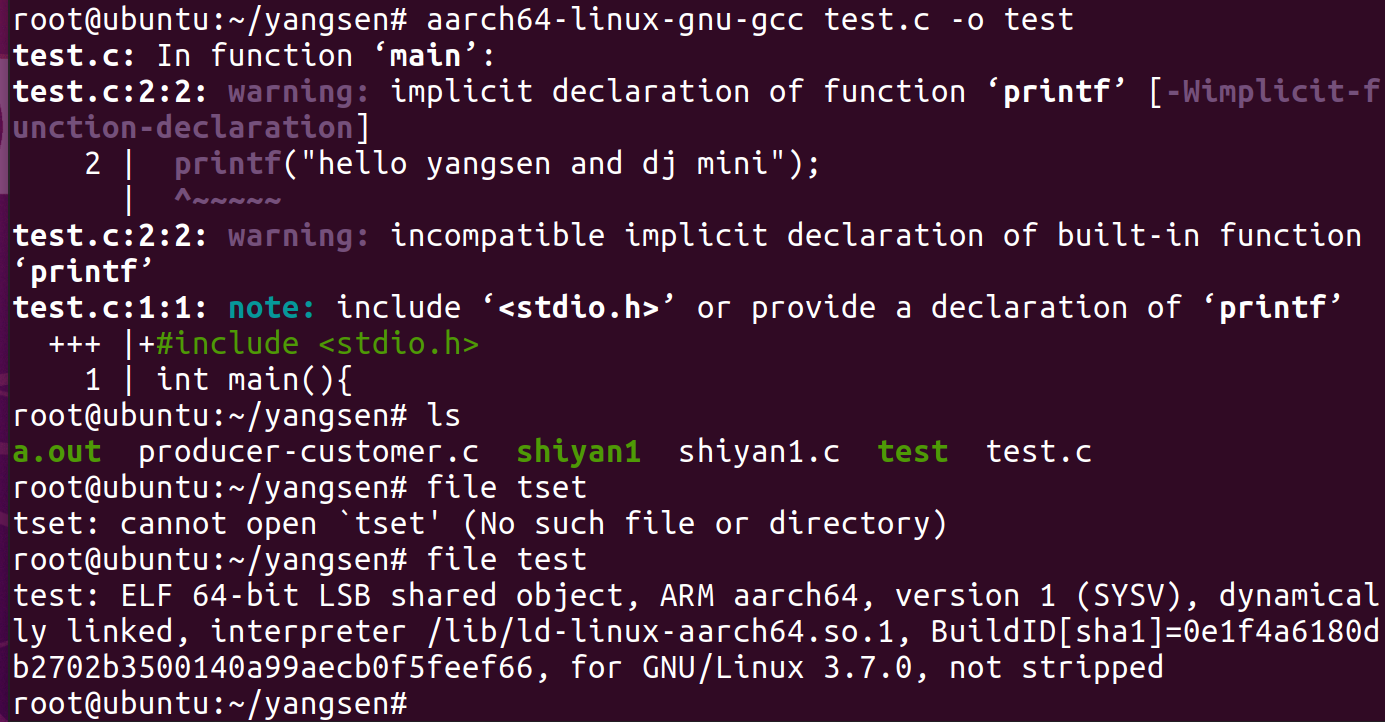 root@ubuntu:~/yangsen# aarch64-linux-gnu-gcc test.c -o test
test.c: In function ‘main’:
test.c:2:2: warning: implicit declaration of function ‘printf’ [-Wimplicit-f
unction-declaration]
    2 |  printf("hello yangsen and dj mini");
      |  ^~~~~~
test.c:2:2: warning: incompatible implicit declaration of built-in function
‘printf’
test.c:1:1: note: include ‘<stdio.h>’ or provide a declaration of ‘printf’
  +++ |+#include <stdio.h>
    1 | int main(){
root@ubuntu:~/yangsen# ls
a.out  producer-customer.c  shiyan1  shiyan1.c  test  test.c
root@ubuntu:~/yangsen# file tset
tset: cannot open `tset' (No such file or directory)
root@ubuntu:~/yangsen# file test
test: ELF 64-bit LSB shared object, ARM aarch64, version 1 (SYSV), dynamical
ly linked, interpreter /lib/ld-linux-aarch64.so.1, BuildID[sha1]=0e1f4a6180d
b2702b3500140a99aecb0f5feef66, for GNU/Linux 3.7.0, not stripped
root@ubuntu:~/yangsen#